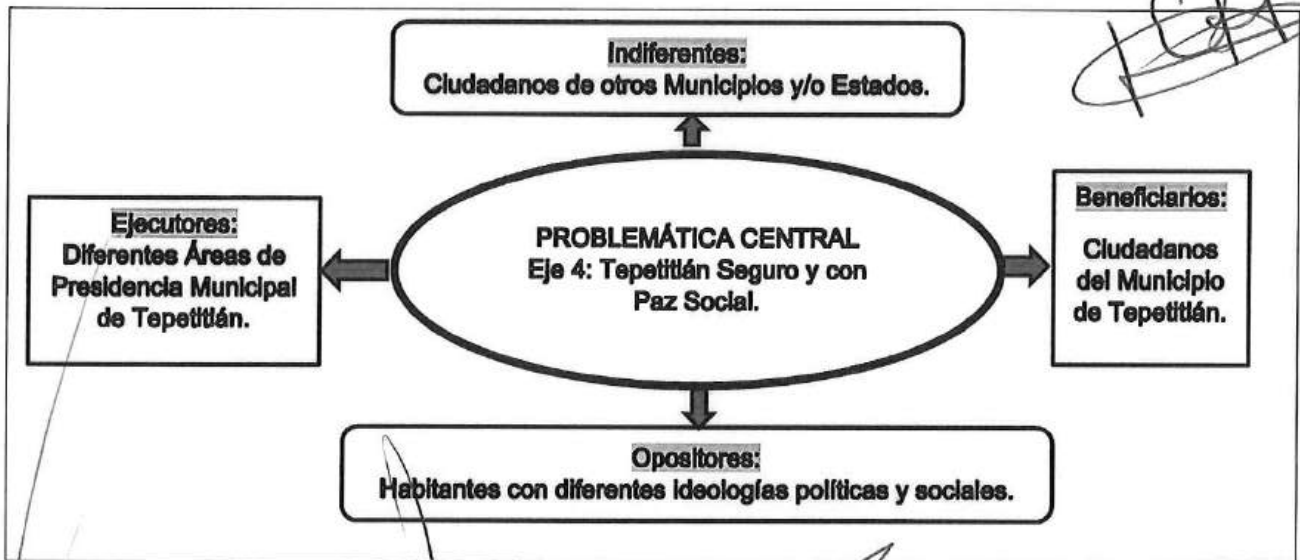 Indiferentes:
Ciudadanos de otros Municipios y/o Estados.
Ejecutores:
Diferentes Áreas de
Presidencia Municipal
de Tepetitlán.
PROBLEMÁTICA CENTRAL
Eje 4: Tepetitlán Seguro y con
Paz Social.
Beneficiarios:
Ciudadanos
del Municipio
de Tepetitlán.
Opositores:
Habitantes con diferentes ideologías políticas y sociales.